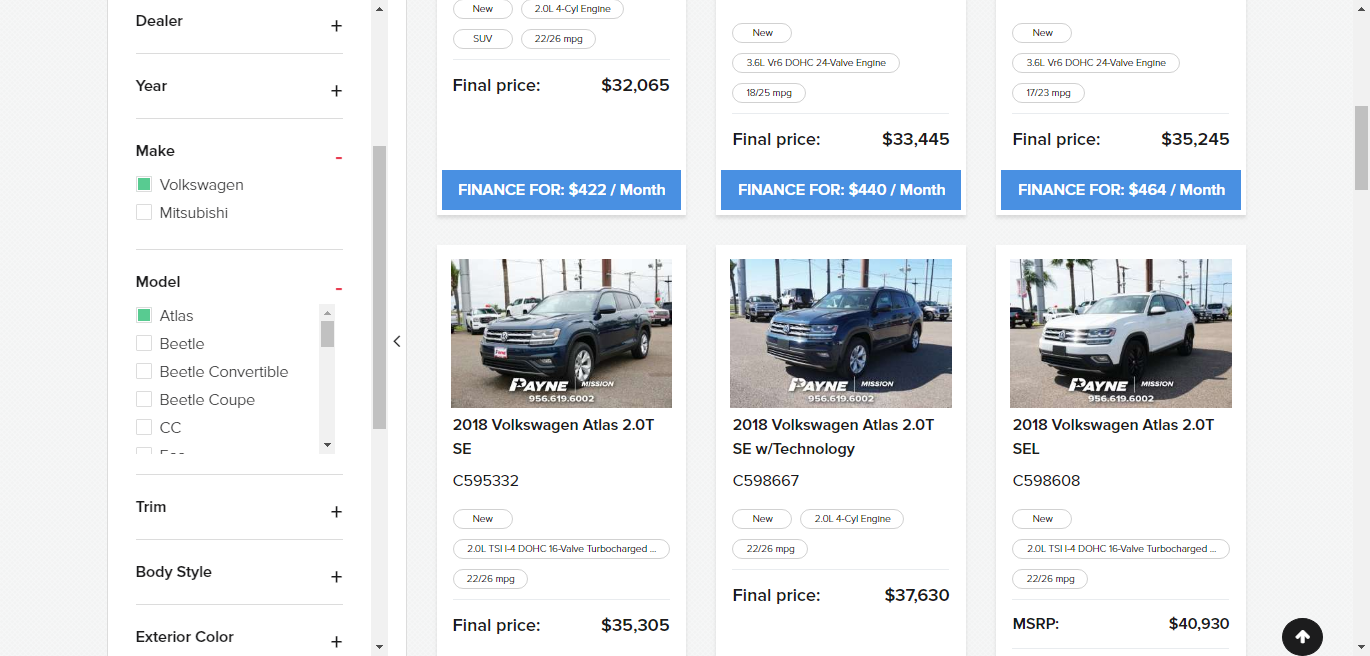 Dealer
+
Year
+
Make
-
Volkswagen
Mitsubishi
Model
-
Atlas
Beetle
Beetle Convertible
Beetle Coupe
CC
Trim
+
Body Style
+
Exterior Color
+
New
2.0L 4-Cyl Engine
SUV
22/26 mpg
Final price: $32,065
FINANCE FOR: $422 / Month
New
3.6L Vr6 DOHC 24-Valve Engine
18/25 mpg
Final price: $33,445
FINANCE FOR: $440 / Month
New
3.6L Vr6 DOHC 24-Valve Engine
17/23 mpg
Final price: $35,245
FINANCE FOR: $464 / Month
PAYNE MISSION
956.619.6002
2018 Volkswagen Atlas 2.0T
SE
C595332
New
2.0L TSI I-4 DOHC 16-Valve Turbocharged ...
22/26 mpg
Final price: $35,305
PAYNE MISSION
956.619.6002
2018 Volkswagen Atlas 2.0T
SE w/Technology
C598667
New
2.0L 4-Cyl Engine
22/26 mpg
Final price: $37,630
PAYNE MISSION
956.619.6002
2018 Volkswagen Atlas 2.0T
SEL
C598608
New
2.0L TSI I-4 DOHC 16-Valve Turbocharged ...
22/26 mpg
MSRP: $40,930